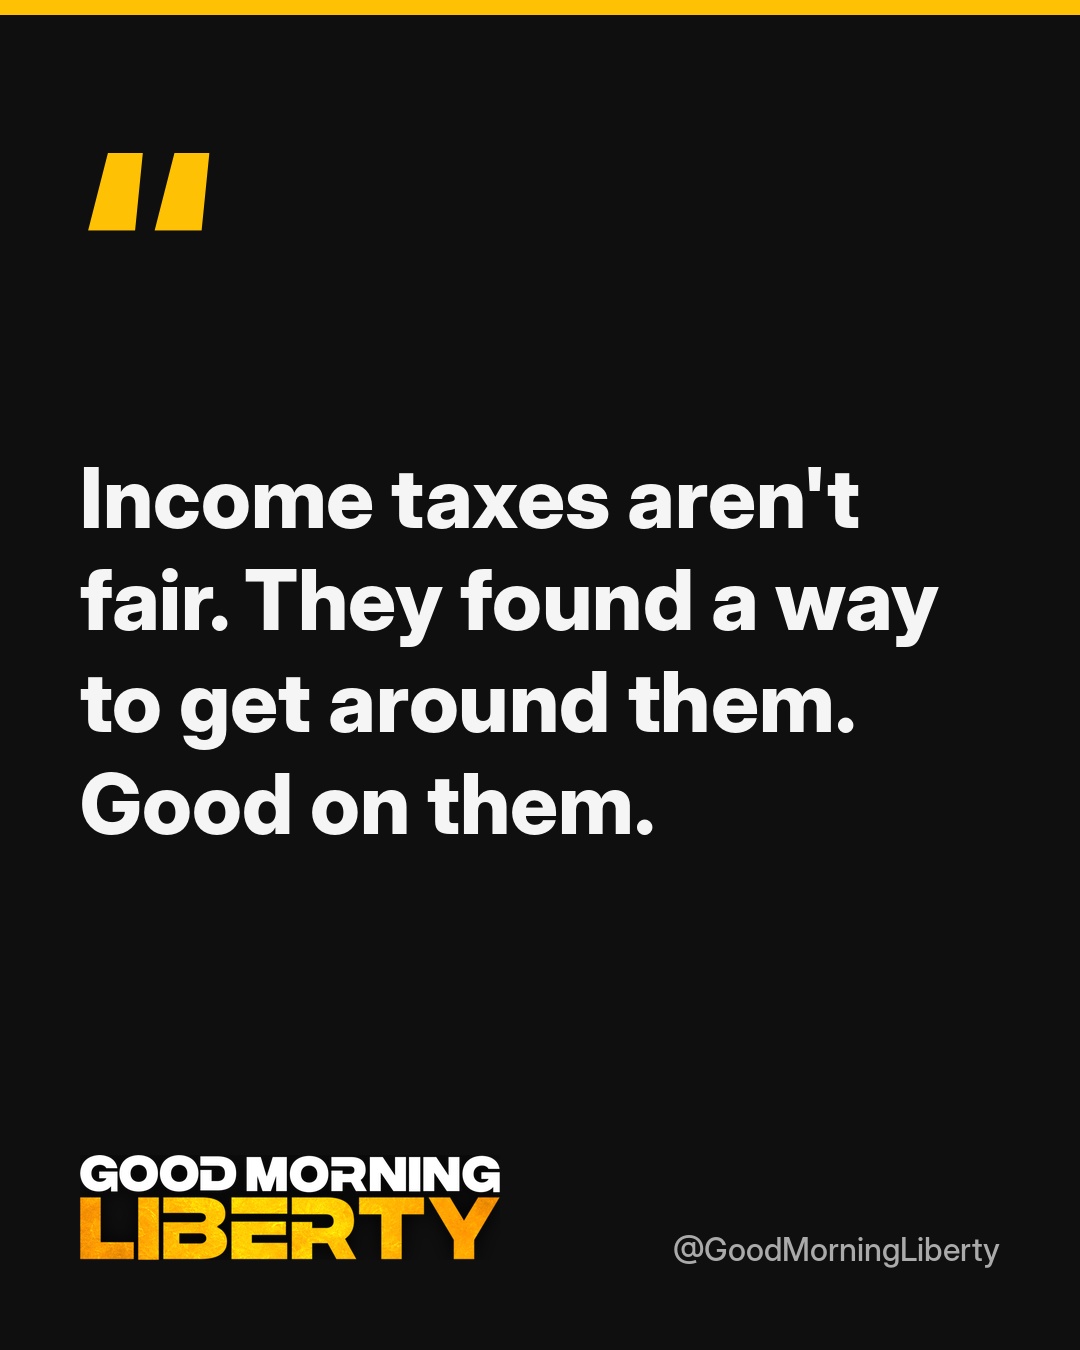 "
Income taxes aren't
fair. They found a way
to get around them.
Good on them.
GOOD MORNING
LIBERTY
@GoodMorningLiberty